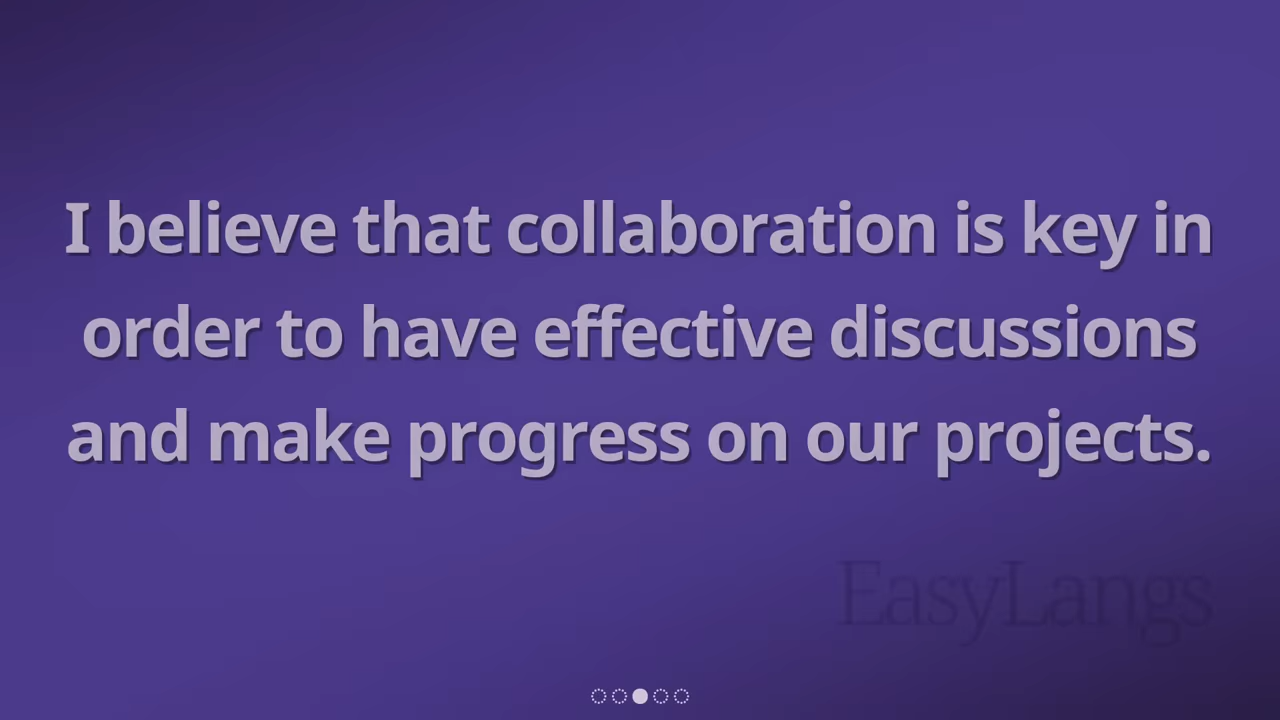 I believe that collaboration is key in
order to have effective discussions
and make progress on our projects.
EasyLangs